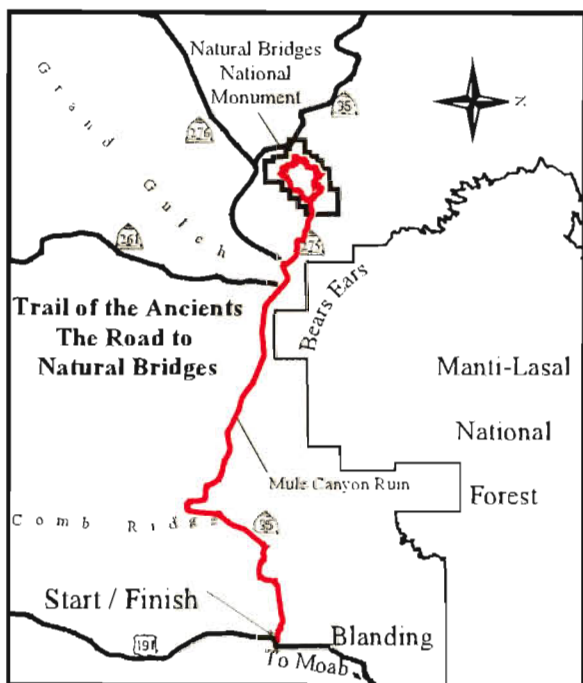 Natural Bridges
National
Monument
35
276
N
Grand Gulch
261
275
Bears Ears
Trail of the Ancients
The Road to
Natural Bridges
Manti-Lasal
National
Forest
Mule Canyon Ruin
Comb Ridge
95
Start / Finish
191
Blanding
To Moab